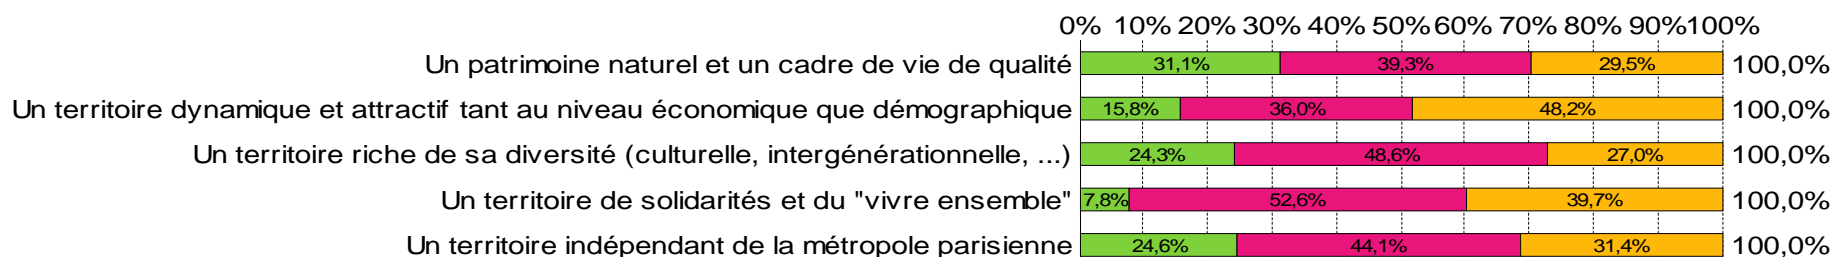 0% 10% 20% 30% 40% 50% 60% 70% 80% 90%100%
Un patrimoine naturel et un cadre de vie de qualité 31,1% 39,3% 29,5% 100,0%
Un territoire dynamique et attractif tant au niveau économique que démographique 15,8% 36,0% 48,2% 100,0%
Un territoire riche de sa diversité (culturelle, intergénérationnelle, ...) 24,3% 48,6% 27,0% 100,0%
Un territoire de solidarités et du "vivre ensemble" 7,8% 52,6% 39,7% 100,0%
Un territoire indépendant de la métropole parisienne 24,6% 44,1% 31,4% 100,0%